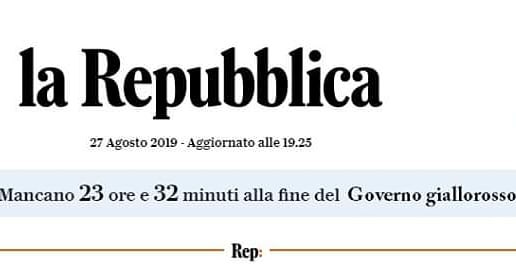 la Repubblica
27 Agosto 2019 - Aggiornato alle 19.25
Mancano 23 ore e 32 minuti alla fine del Governo giallorosso
Rep: